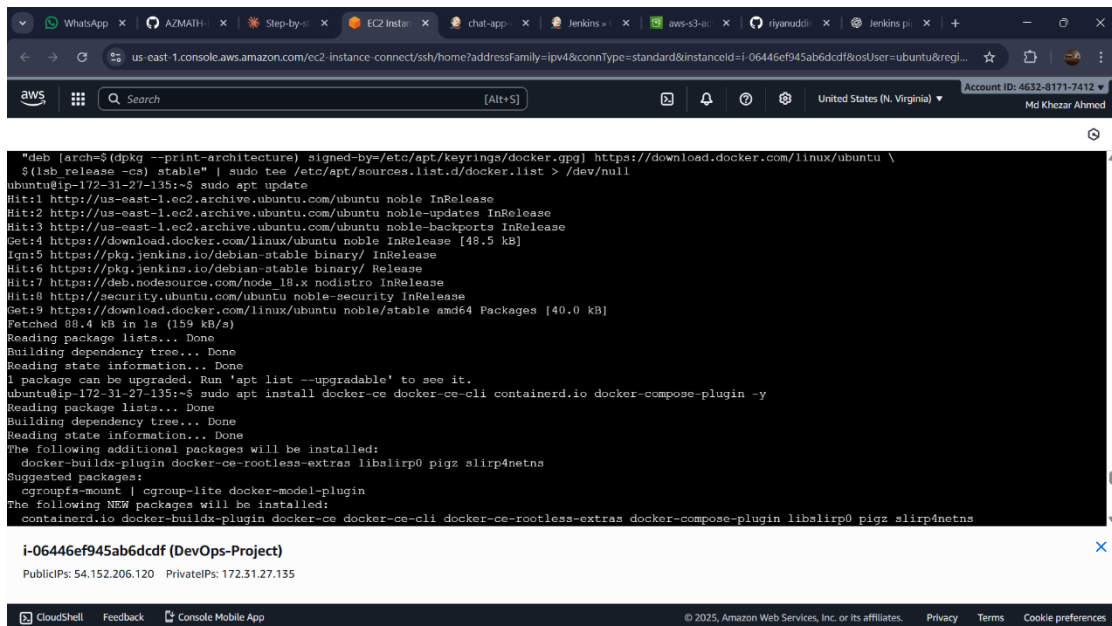 WhatsApp
AZMATH-
Step-by-s
EC2 Instan
chat-app-
Jenkins »
aws-s3-ac
riyanuddi
Jenkins pi
us-east-1.console.aws.amazon.com/ec2-instance-connect/ssh/home?addressFamily=ipv4&connType=standard&instanceId=i-06446ef945ab6dcdf&osUser=ubuntu&regi...
aws
Search
[Alt+S]
United States (N. Virginia)
Account ID: 4632-8171-7412
Md Khezar Ahmed
"deb [arch=$(dpkg --print-architecture) signed-by=/etc/apt/keyrings/docker.gpg] https://download.docker.com/linux/ubuntu \
$(lsb_release -cs) stable" | sudo tee /etc/apt/sources.list.d/docker.list > /dev/null
ubuntu@ip-172-31-27-135:~$ sudo apt update
Hit:1 http://us-east-1.ec2.archive.ubuntu.com/ubuntu noble InRelease
Hit:2 http://us-east-1.ec2.archive.ubuntu.com/ubuntu noble-updates InRelease
Hit:3 http://us-east-1.ec2.archive.ubuntu.com/ubuntu noble-backports InRelease
Get:4 https://download.docker.com/linux/ubuntu noble InRelease [48.5 kB]
Ign:5 https://pkg.jenkins.io/debian-stable binary/ InRelease
Hit:6 https://pkg.jenkins.io/debian-stable binary/ Release
Hit:7 https://deb.nodesource.com/node_18.x nodistro InRelease
Hit:8 http://security.ubuntu.com/ubuntu noble-security InRelease
Get:9 https://download.docker.com/linux/ubuntu noble/stable amd64 Packages [40.0 kB]
Fetched 88.4 kB in 1s (159 kB/s)
Reading package lists... Done
Building dependency tree... Done
Reading state information... Done
1 package can be upgraded. Run 'apt list --upgradable' to see it.
ubuntu@ip-172-31-27-135:~$ sudo apt install docker-ce docker-ce-cli containerd.io docker-compose-plugin -y
Reading package lists... Done
Building dependency tree... Done
Reading state information... Done
The following additional packages will be installed:
docker-buildx-plugin docker-ce-rootless-extras libslirp0 pigz slirp4netns
Suggested packages:
cgroupfs-mount | cgroup-lite docker-model-plugin
The following NEW packages will be installed:
containerd.io docker-buildx-plugin docker-ce docker-ce-cli docker-ce-rootless-extras docker-compose-plugin libslirp0 pigz slirp4netns
i-06446ef945ab6dcdf (DevOps-Project)
PublicIPs: 54.152.206.120 PrivateIPs: 172.31.27.135
CloudShell Feedback Console Mobile App © 2025, Amazon Web Services, Inc. or its affiliates. Privacy Terms Cookie preferences